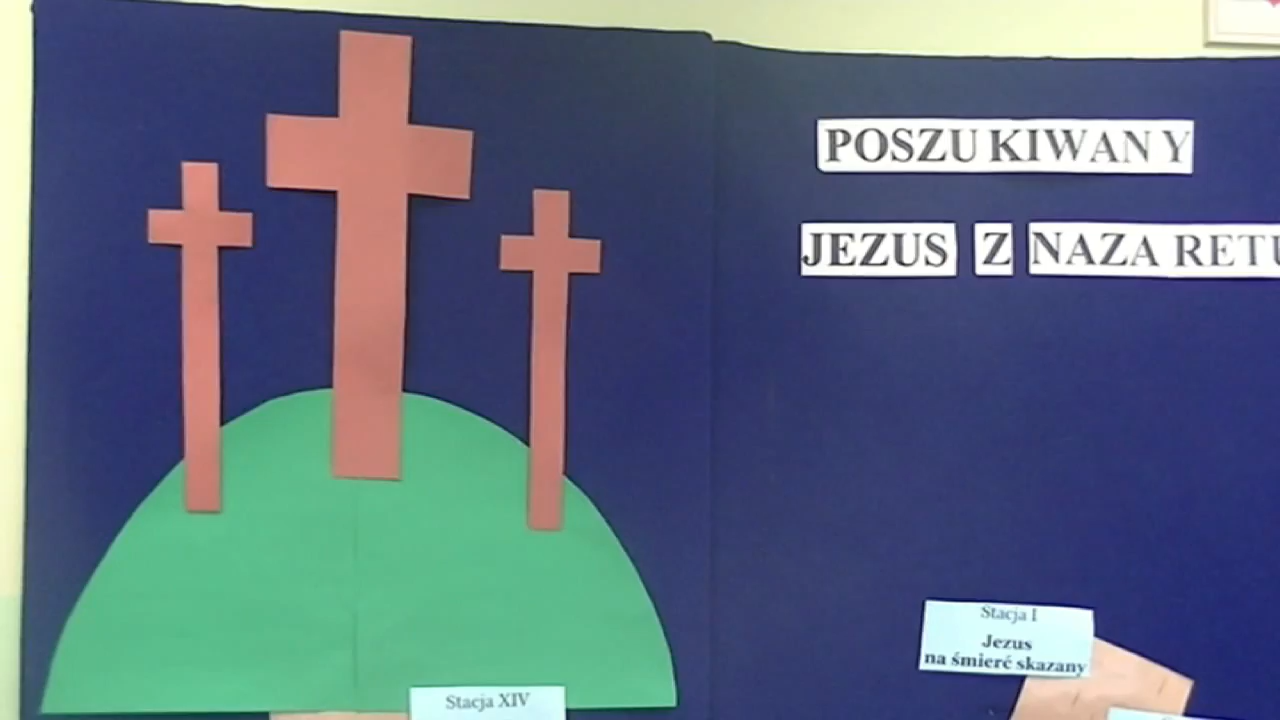 POSZUKIWANY
JEZUS Z NAZARETU
Stacja I
Jezus
na śmierć skazany
Stacja XIV